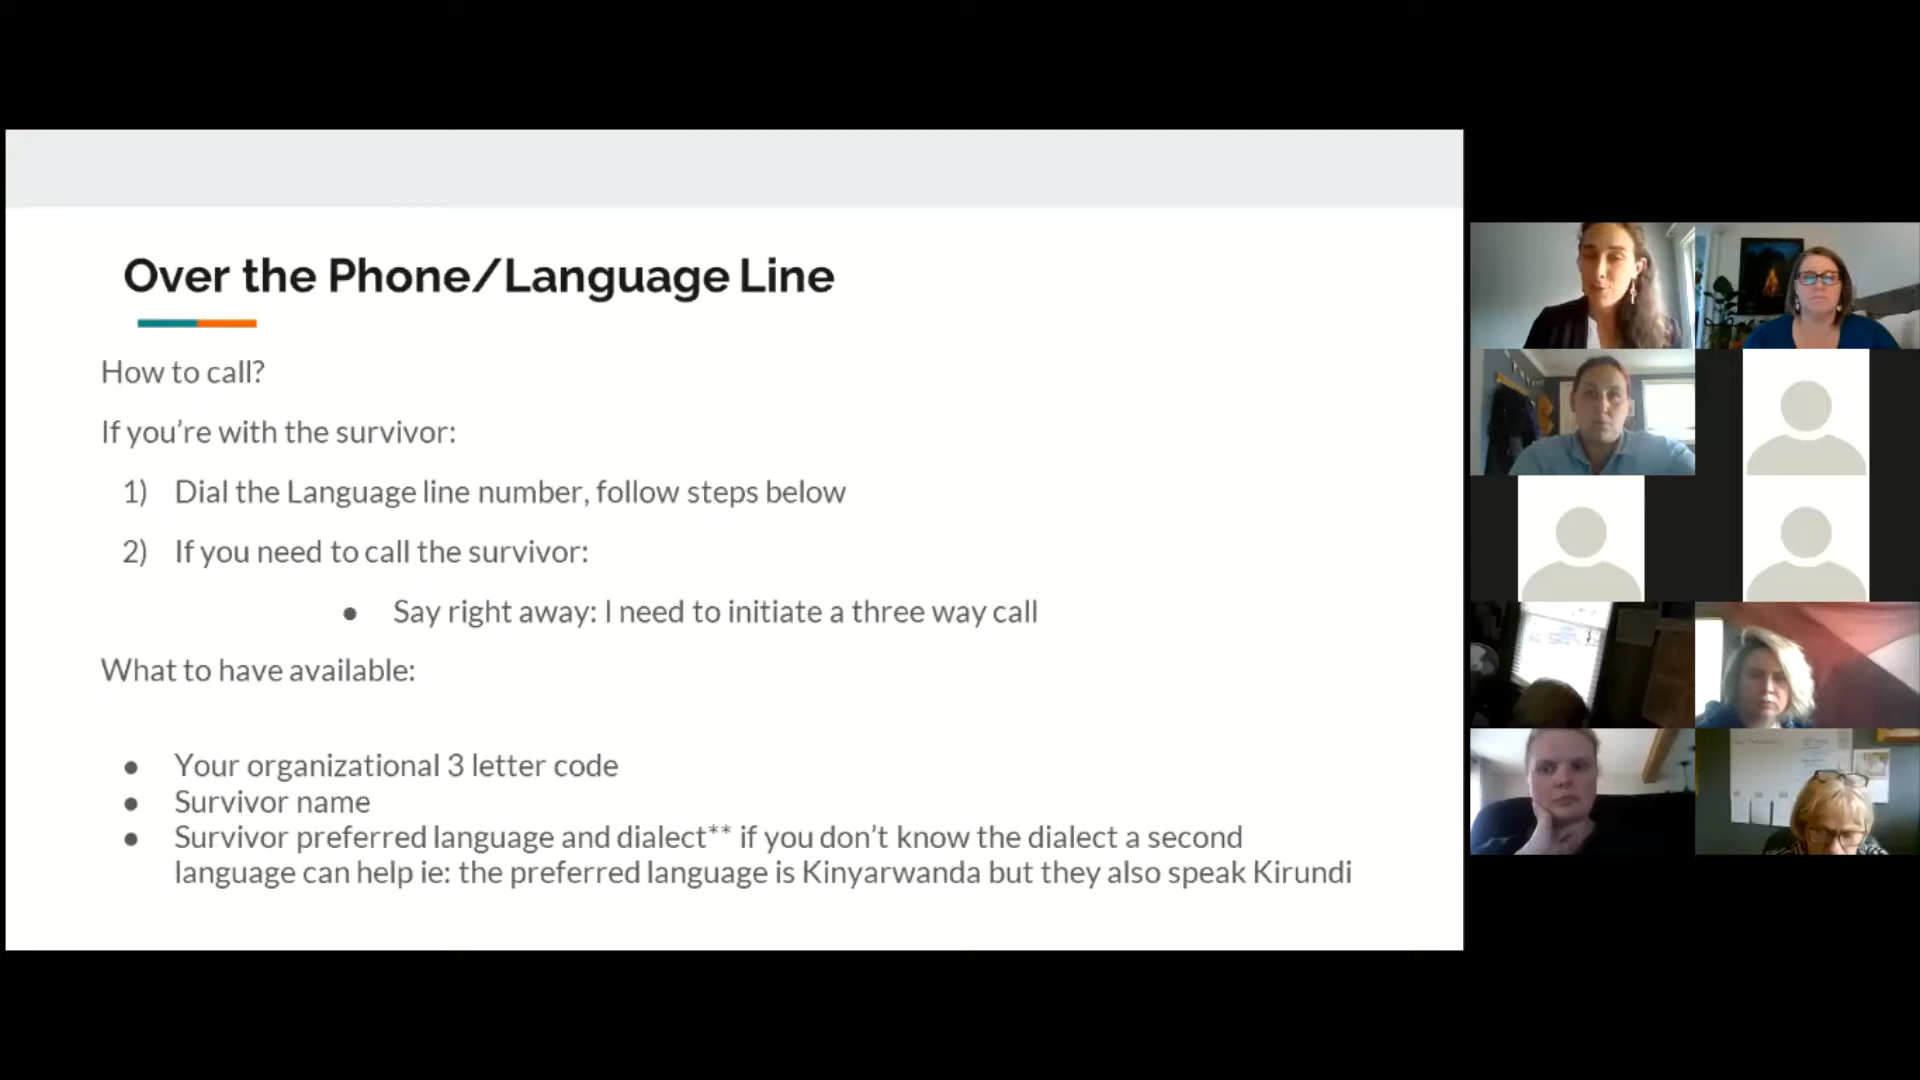 Over the Phone/Language Line
How to call?
If you’re with the survivor:
1) Dial the Language line number, follow steps below
2) If you need to call the survivor:
● Say right away: I need to initiate a three way call
What to have available:
● Your organizational 3 letter code
● Survivor name
● Survivor preferred language and dialect** if you don’t know the dialect a second
language can help ie: the preferred language is Kinyarwanda but they also speak Kirundi